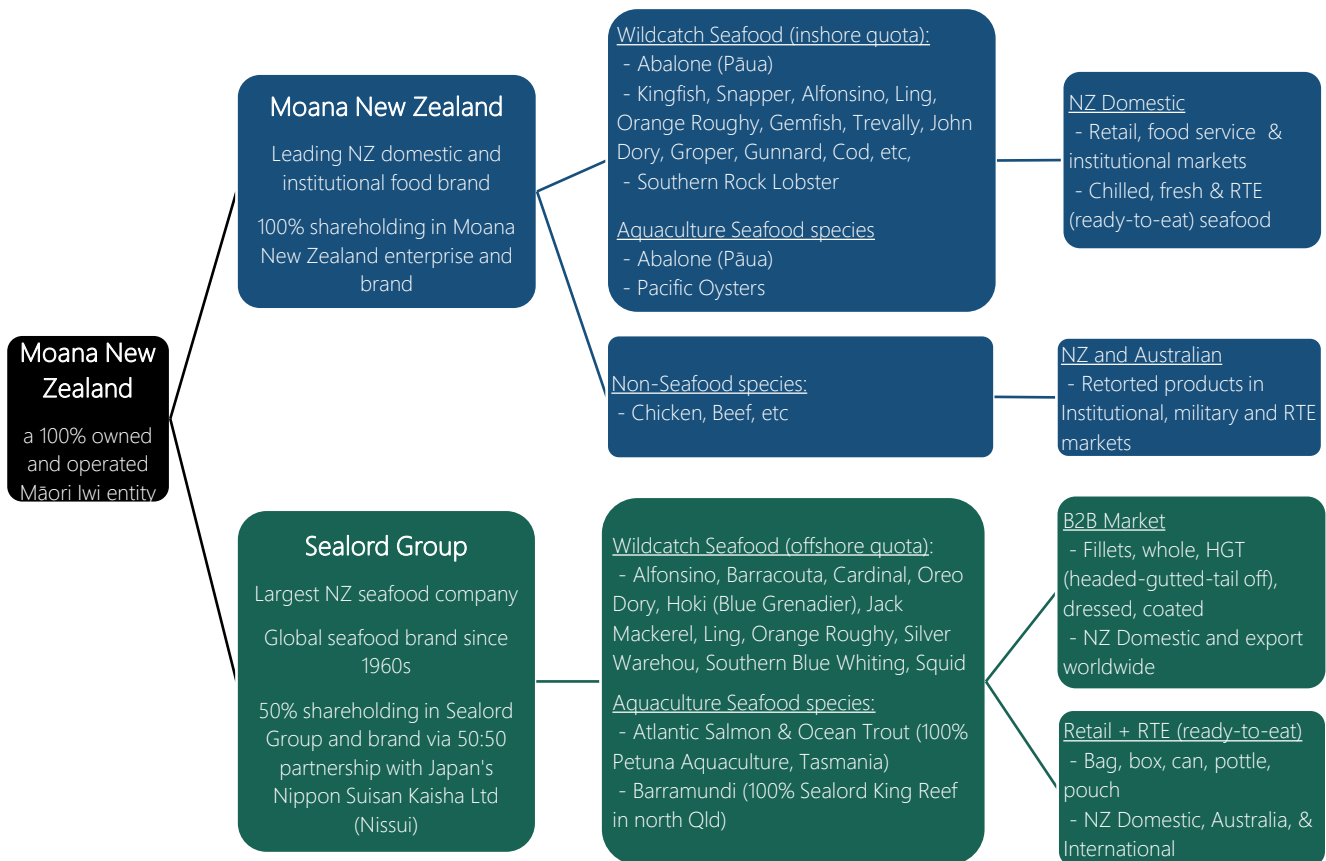 Moana New
Zealand
a 100% owned
and operated
Māori Iwi entity
Moana New Zealand
Leading NZ domestic and
institutional food brand
100% shareholding in Moana
New Zealand enterprise and
brand
Wildcatch Seafood (inshore quota):
- Abalone (Pāua)
- Kingfish, Snapper, Alfonsino, Ling,
Orange Roughy, Gemfish, Trevally, John
Dory, Groper, Gunnard, Cod, etc,
- Southern Rock Lobster
Aquaculture Seafood species
- Abalone (Pāua)
- Pacific Oysters
NZ Domestic
- Retail, food service &
institutional markets
- Chilled, fresh & RTE
(ready-to-eat) seafood
Non-Seafood species:
- Chicken, Beef, etc
NZ and Australian
- Retorted products in
Institutional, military and RTE
markets
Sealord Group
Largest NZ seafood company
Global seafood brand since
1960s
50% shareholding in Sealord
Group and brand via 50:50
partnership with Japan's
Nippon Suisan Kaisha Ltd
(Nissui)
Wildcatch Seafood (offshore quota):
- Alfonsino, Barracouta, Cardinal, Oreo
Dory, Hoki (Blue Grenadier), Jack
Mackerel, Ling, Orange Roughy, Silver
Warehou, Southern Blue Whiting, Squid
Aquaculture Seafood species:
- Atlantic Salmon & Ocean Trout (100%
Petuna Aquaculture, Tasmania)
- Barramundi (100% Sealord King Reef
in north Qld)
B2B Market
- Fillets, whole, HGT
(headed-gutted-tail off),
dressed, coated
- NZ Domestic and export
worldwide
Retail + RTE (ready-to-eat)
- Bag, box, can, pottle,
pouch
- NZ Domestic, Australia, &
International